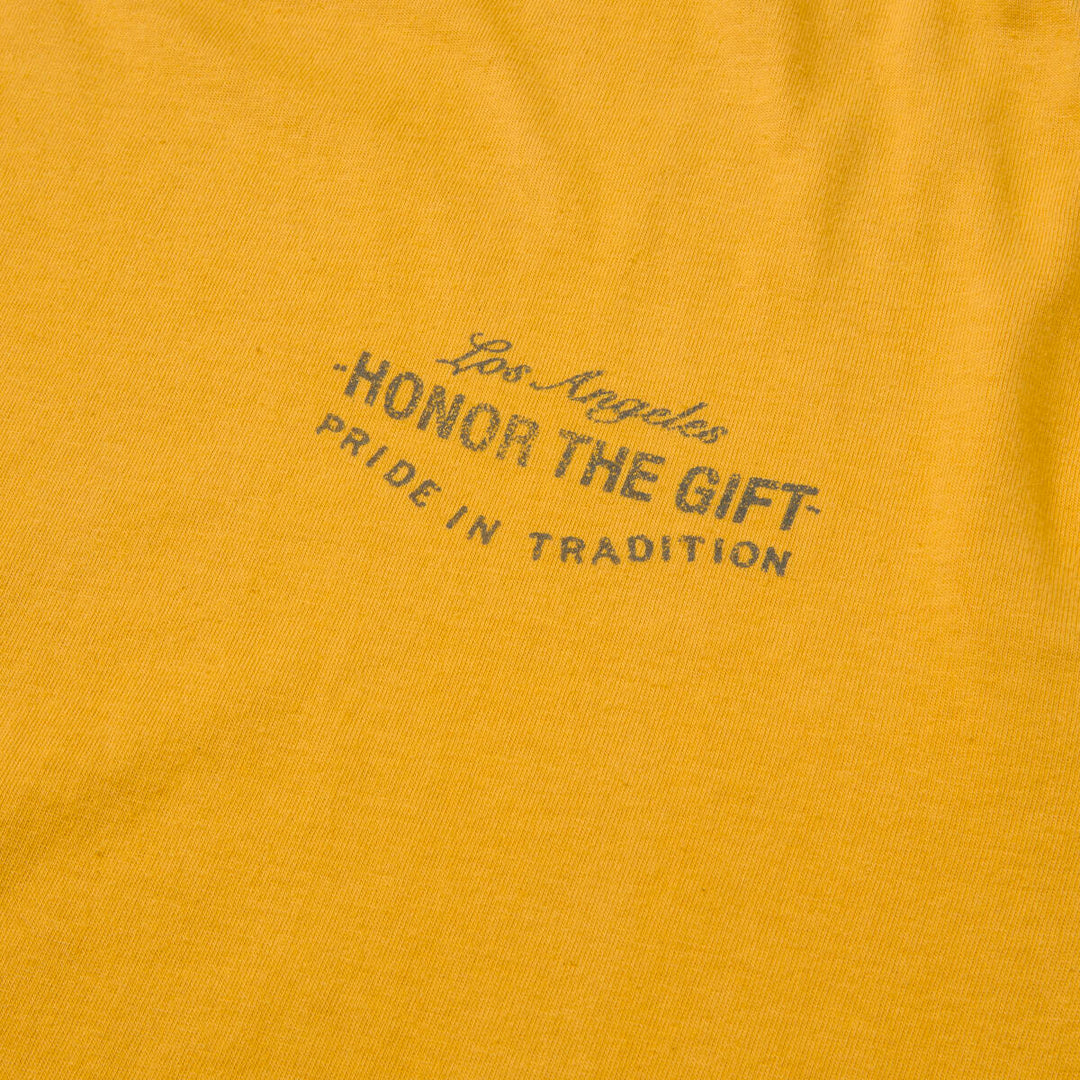 Los Angeles
-HONOR THE GIFT-
PRIDE IN TRADITION